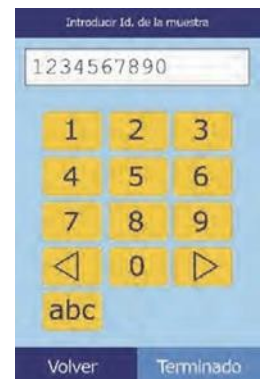 Introducir Id. de la muestra
1234567890
1 2 3
4 5 6
7 8 9
0
abc
Volver Terminado